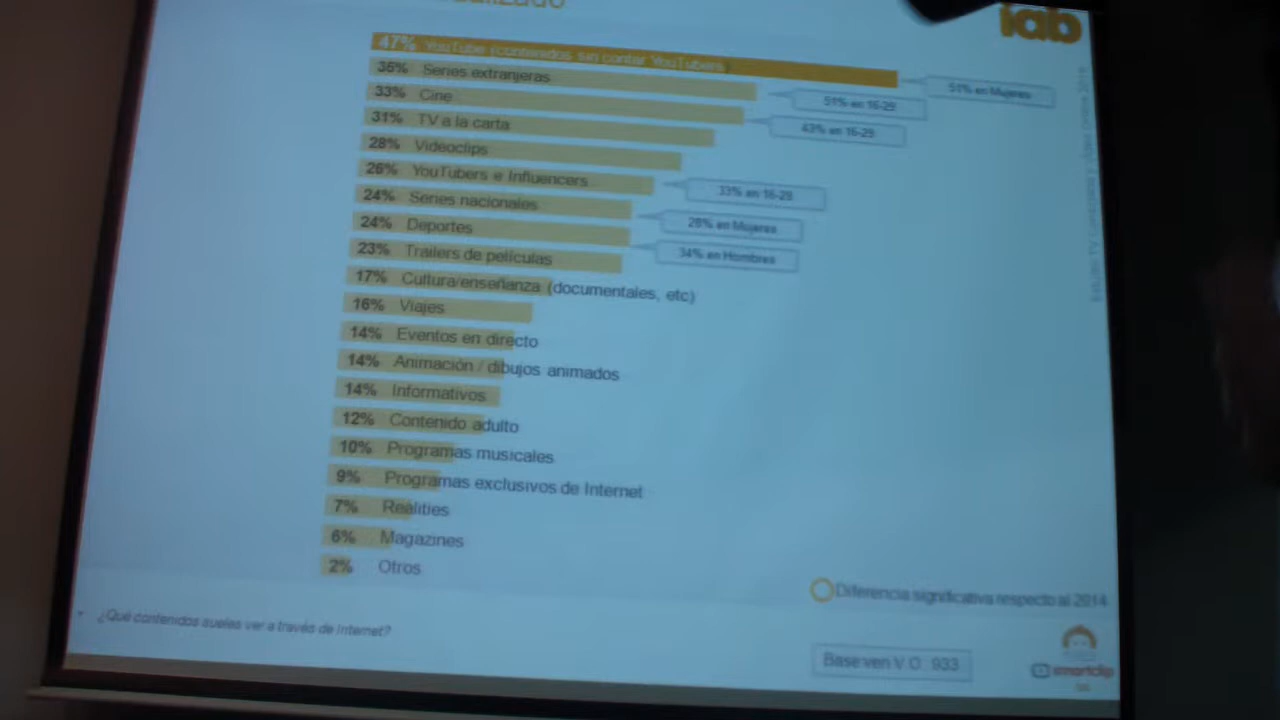 iab
47% YouTube (contenidos sin contar YouTubers)
51% en Mujeres
35% Series extranjeras
51% en 16-29
33% Cine
43% en 16-29
31% TV a la carta
28% Videoclips
26% YouTubers e Influencers
33% en 16-29
24% Series nacionales
28% en Mujeres
24% Deportes
34% en Hombres
23% Trailers de películas
17% Cultura/enseñanza (documentales, etc)
16% Viajes
14% Eventos en directo
14% Animación / dibujos animados
14% Informativos
12% Contenido adulto
10% Programas musicales
9% Programas exclusivos de Internet
7% Realities
6% Magazines
2% Otros
Diferencia significativa respecto al 2014
¿Qué contenidos sueles ver a través de Internet?
Base ven V.O. 933
smartclip